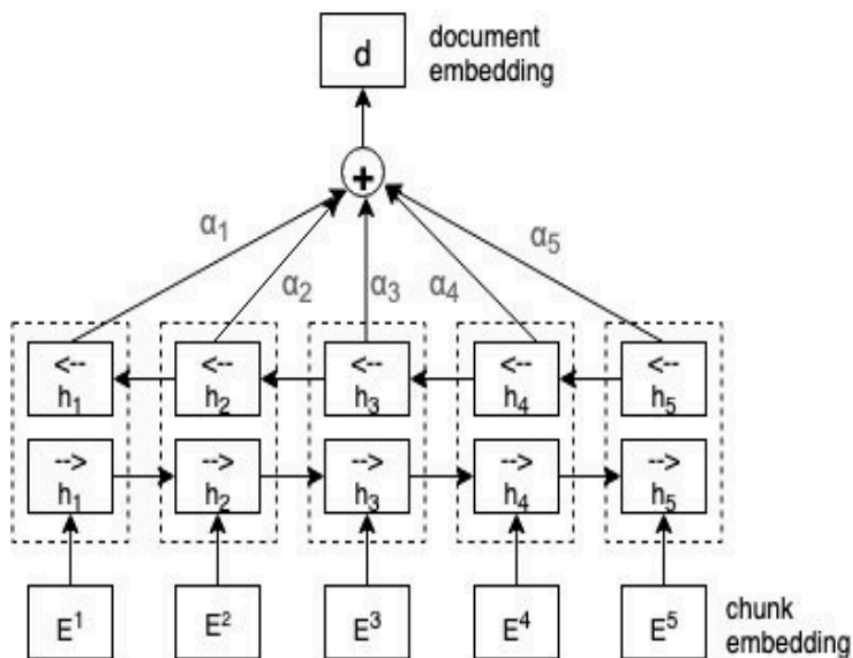 d
document
embedding
+
α₁
α₂
α₃
α₄
α₅
<-- <-- <-- <-- <--
h₁ h₂ h₃ h₄ h₅
--> --> --> --> -->
h₁ h₂ h₃ h₄ h₅
E¹ E² E³ E⁴ E⁵
chunk
embedding